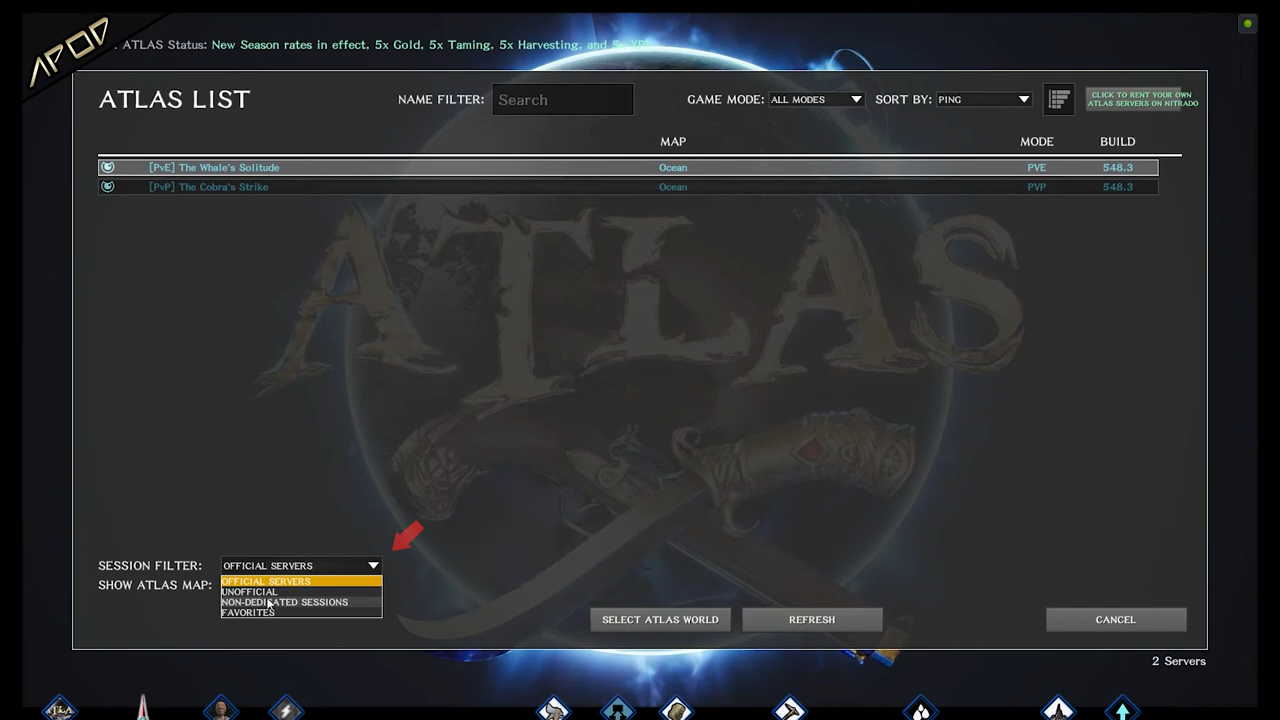 APOD
ATLAS Status: New Season rates in effect, 5x Gold, 5x Taming, 5x Harvesting, and
ATLAS LIST
NAME FILTER: Search
GAME MODE: ALL MODES
SORT BY: PING
CLICK TO RENT YOUR OWN
ATLAS SERVERS ON NITRADO
MAP MODE BUILD
[PvE] The Whale's Solitude Ocean PVE 548.3
[PvP] The Cobra's Strike Ocean PVP 548.3
ATLAS
SESSION FILTER: OFFICIAL SERVERS
SHOW ATLAS MAP:
OFFICIAL SERVERS
UNOFFICIAL
NON-DEDICATED SESSIONS
FAVORITES
SELECT ATLAS WORLD
REFRESH
CANCEL
2 Servers